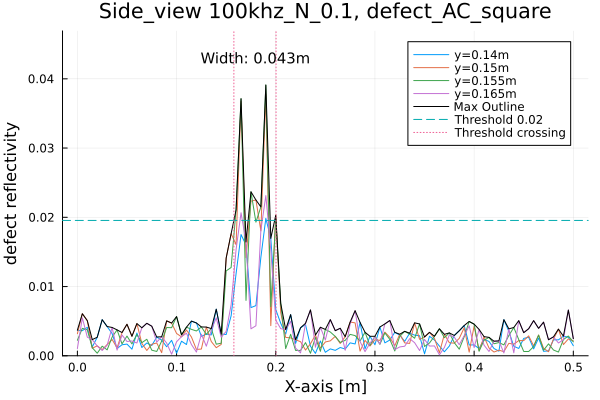 Side_view 100khz_N_0.1, defect_AC_square
Width: 0.043m
y=0.14m
y=0.15m
y=0.155m
y=0.165m
Max Outline
Threshold 0.02
Threshold crossing
defect reflectivity
0.04
0.03
0.02
0.01
0.00
0.0
0.1
0.2
0.3
0.4
0.5
X-axis [m]